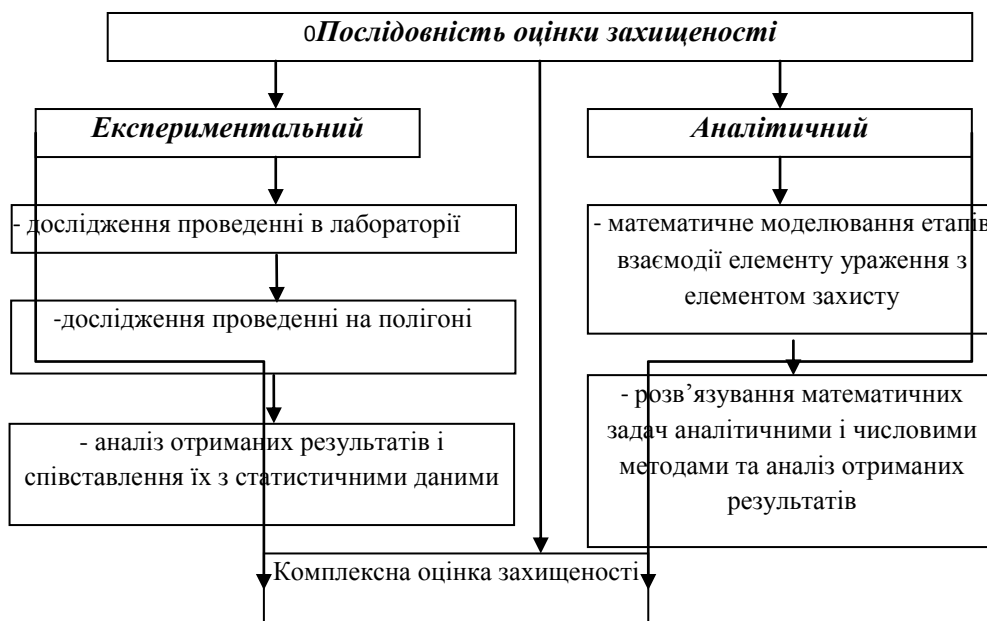 0Послідовність оцінки захищеності
Експериментальний
Аналітичний
- дослідження проведенні в лабораторії
-дослідження проведенні на полігоні
- аналіз отриманих результатів і
співставлення їх з статистичними даними
- математичне моделювання етапів
взаємодії елементу ураження з
елементом захисту
- розв’язування математичних
задач аналітичними і числовими
методами та аналіз отриманих
результатів
Комплексна оцінка захищеності